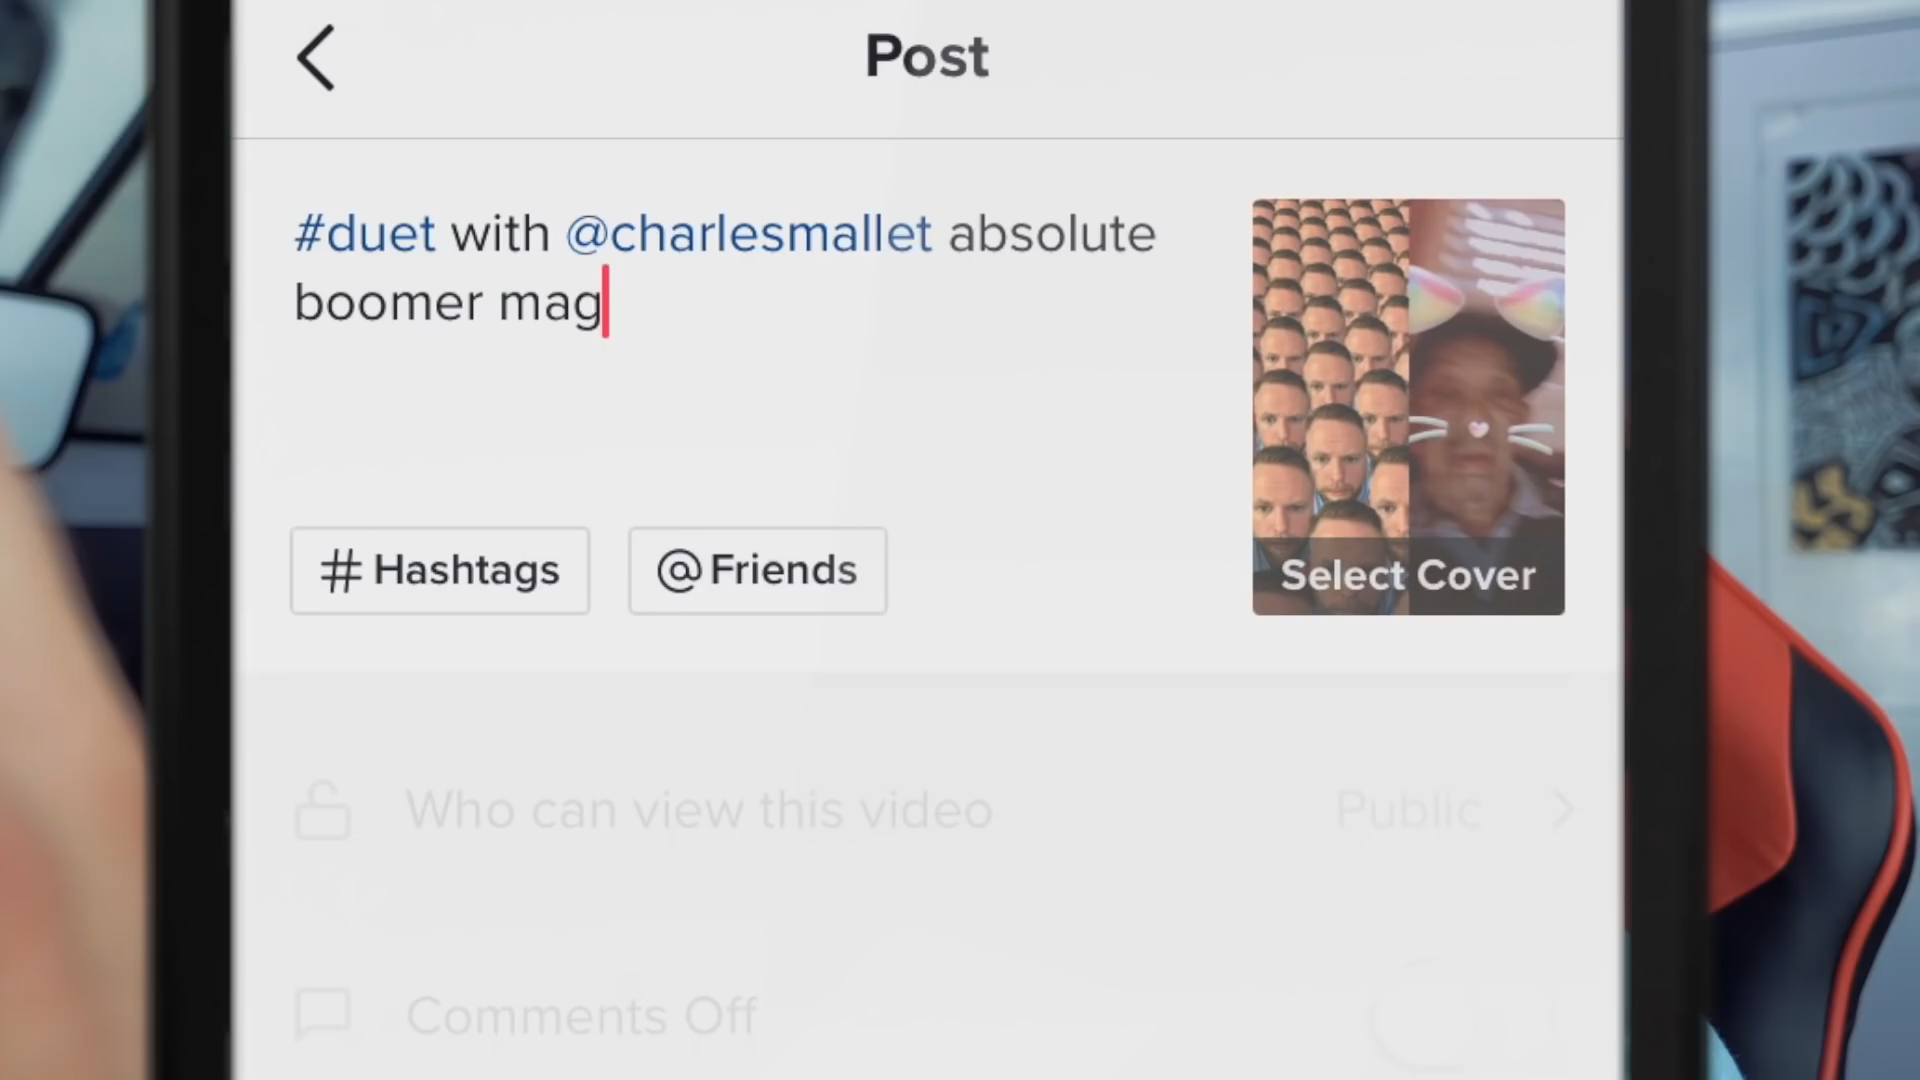 Post
#duet with @charlesmallet absolute
boomer mag
# Hashtags
@ Friends
Select Cover
Who can view this video
Public
Comments Off